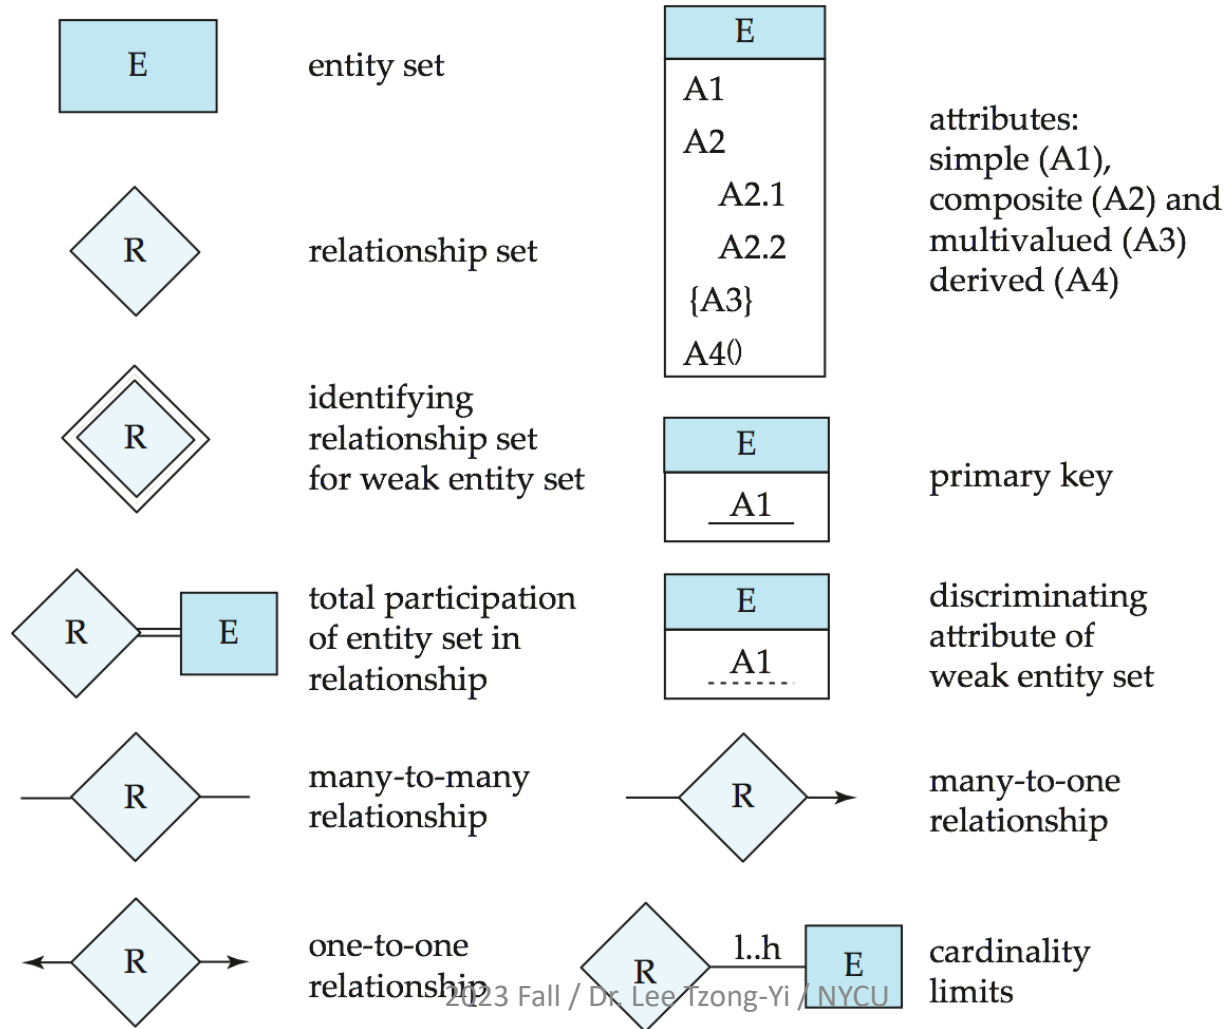 E
entity set
R
relationship set
R
identifying
relationship set
for weak entity set
R
E
total participation
of entity set in
relationship
R
many-to-many
relationship
R
one-to-one
relationship
E
A1
A2
A2.1
A2.2
{A3}
A4()
attributes:
simple (A1),
composite (A2) and
multivalued (A3)
derived (A4)
E
A1
primary key
E
A1
discriminating
attribute of
weak entity set
R
many-to-one
relationship
R
l..h
E
cardinality
limits
2023 Fall / Dr. Lee Tzong-Yi / NYCU